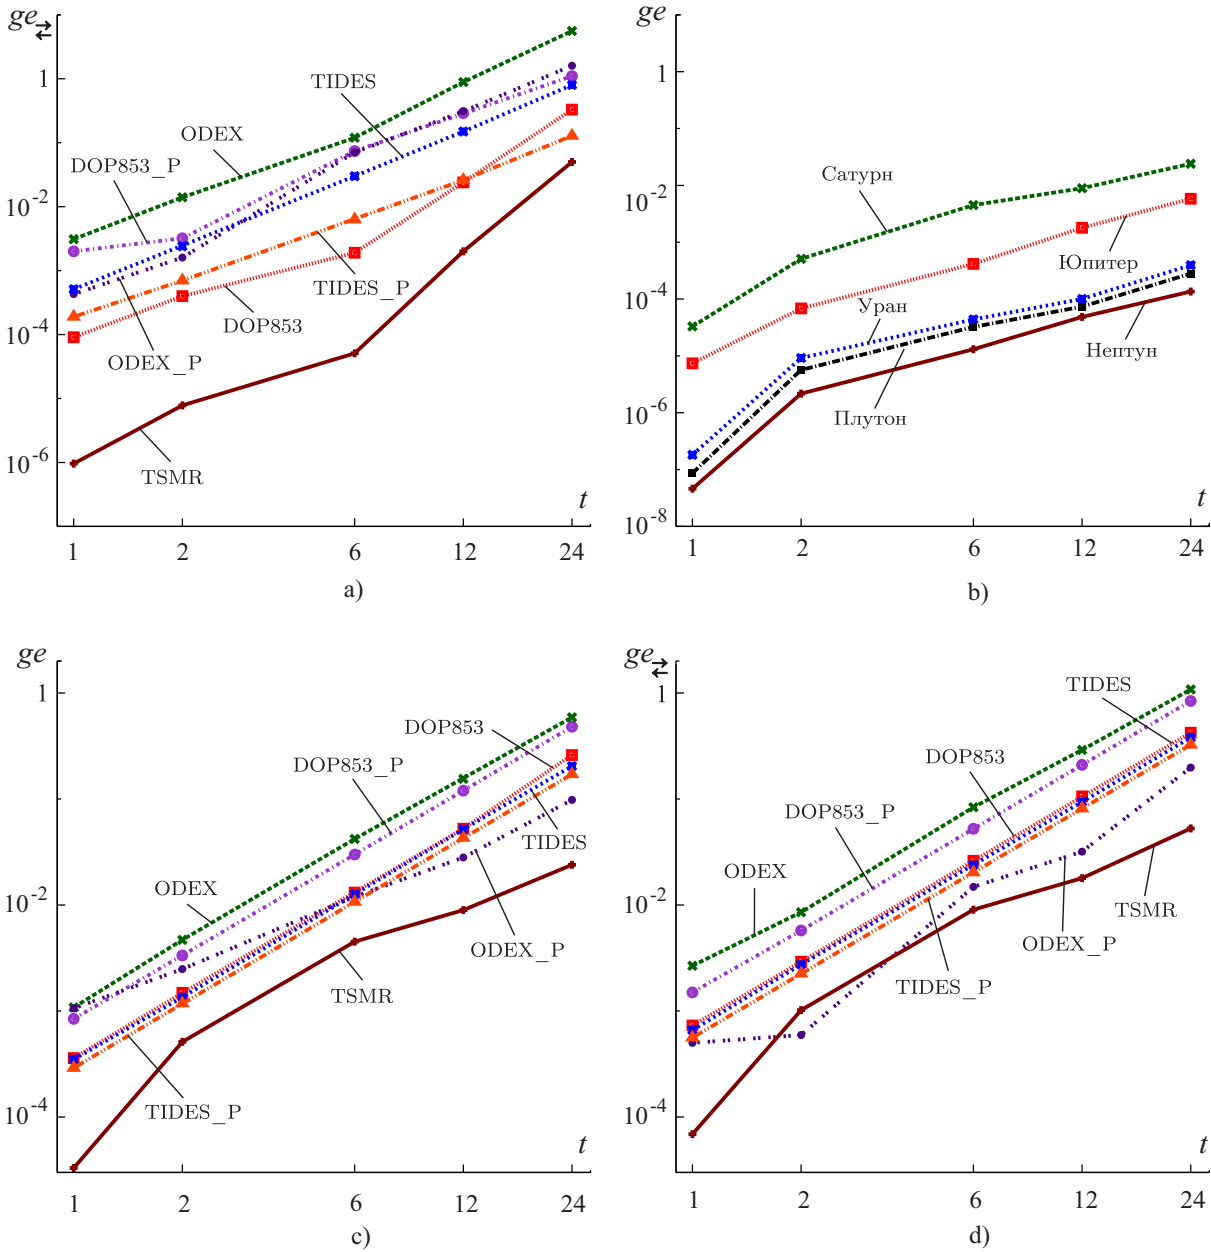 ge⇄
1
10⁻²
10⁻⁴
10⁻⁶
TIDES
ODEX
DOP853_P
TIDES_P
DOP853
ODEX_P
TSMR
t
1 2 6 12 24
a)
ge
1
10⁻²
10⁻⁴
10⁻⁶
10⁻⁸
Сатурн
Юпитер
Уран
Нептун
Плутон
t
1 2 6 12 24
b)
ge
1
10⁻²
10⁻⁴
DOP853
DOP853_P
TIDES
ODEX
ODEX_P
TSMR
TIDES_P
t
1 2 6 12 24
c)
ge⇄
1
10⁻²
10⁻⁴
TIDES
DOP853
DOP853_P
ODEX
TSMR
ODEX_P
TIDES_P
t
1 2 6 12 24
d)